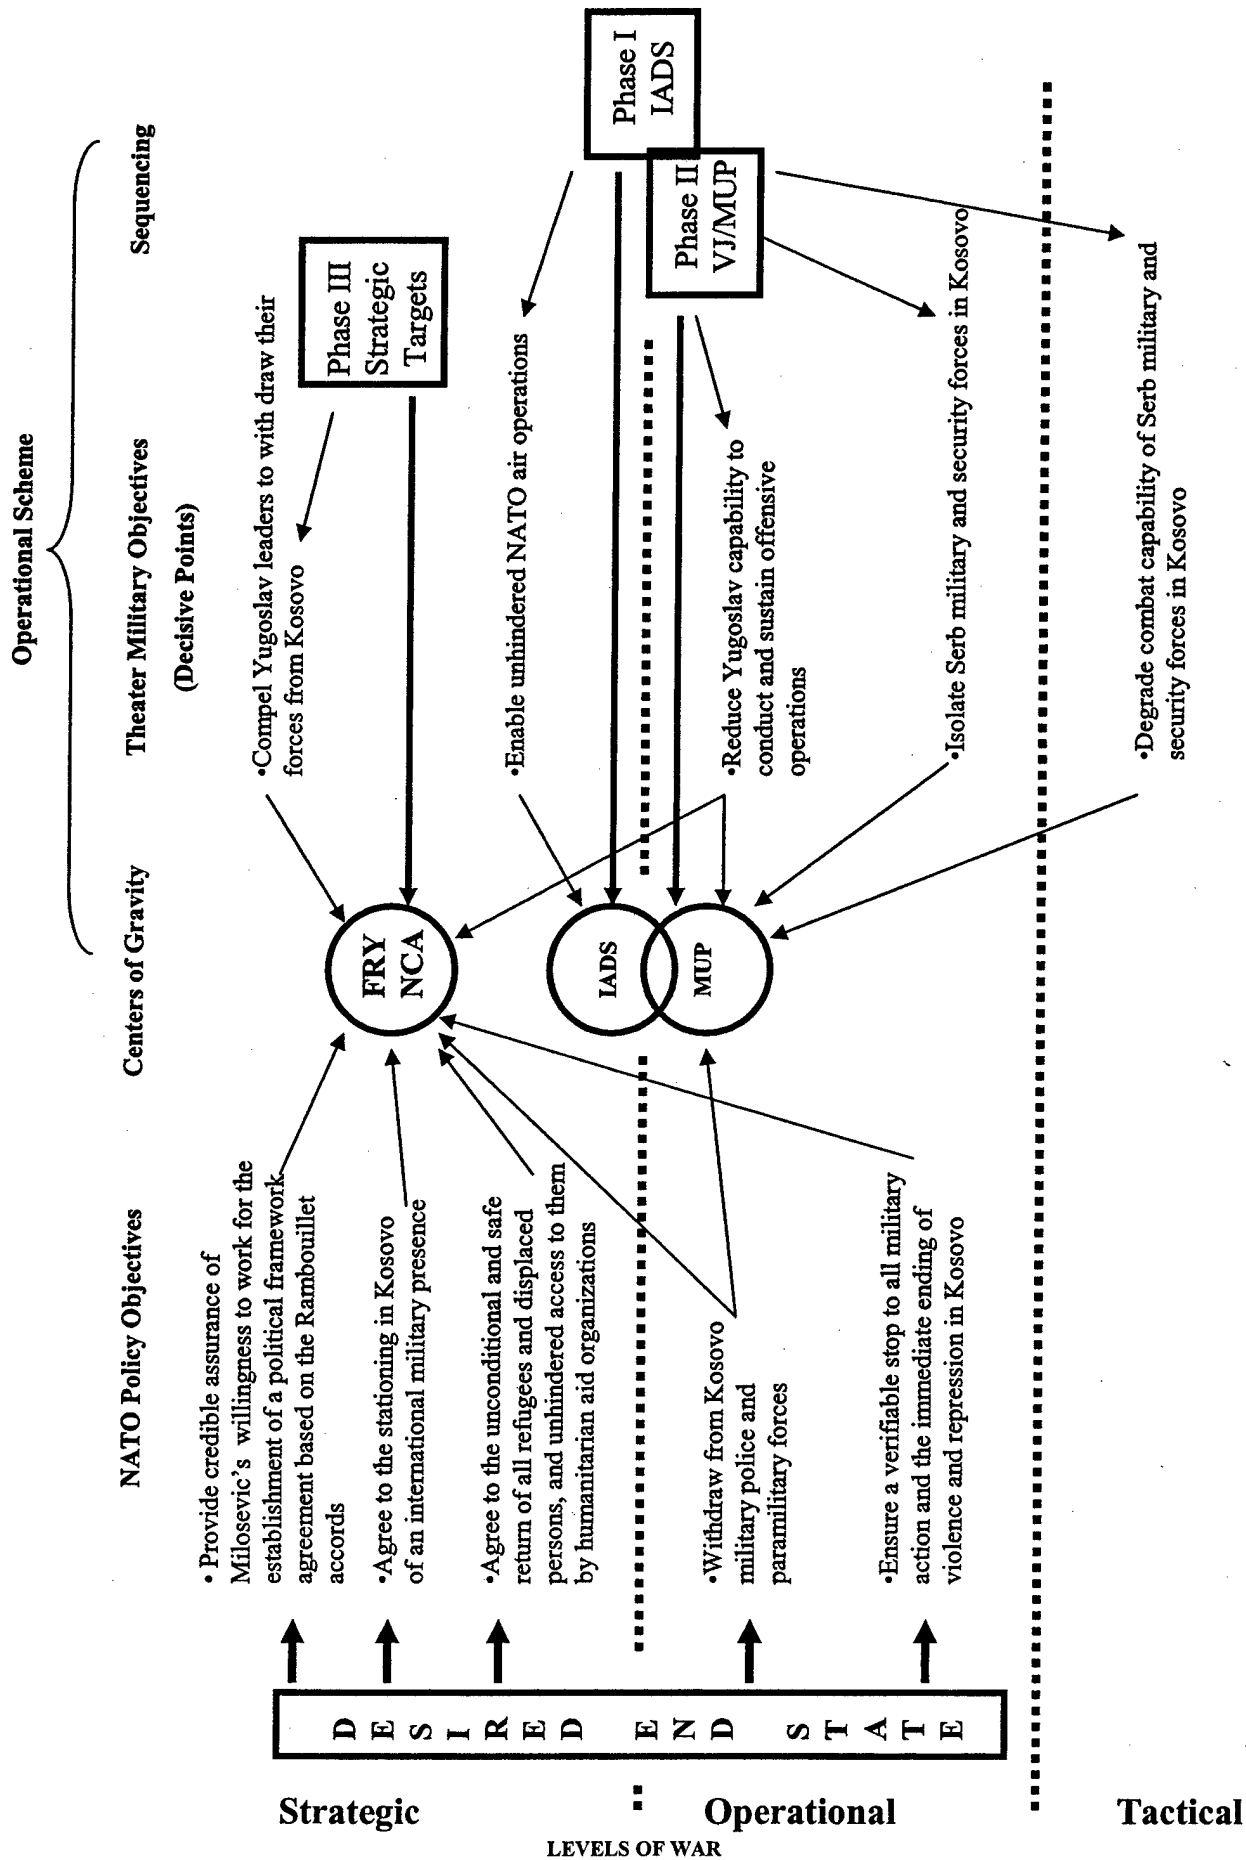 Operational Scheme
NATO Policy Objectives
Centers of Gravity
Theater Military Objectives
(Decisive Points)
Sequencing
• Provide credible assurance of
Milosevic's willingness to work for the
establishment of a political framework
agreement based on the Rambouillet
accords
•Agree to the stationing in Kosovo
of an international military presence
•Agree to the unconditional and safe
return of all refugees and displaced
persons, and unhindered access to them
by humanitarian aid organizations
•Withdraw from Kosovo
military police and
paramilitary forces
•Ensure a verifiable stop to all military
action and the immediate ending of
violence and repression in Kosovo
FRY
NCA
IADS
MUP
•Compel Yugoslav leaders to with draw their
forces from Kosovo
•Enable unhindered NATO air operations
•Reduce Yugoslav capability to
conduct and sustain offensive
operations
•Isolate Serb military and security forces in Kosovo
•Degrade combat capability of Serb military and
security forces in Kosovo
Phase III
Strategic
Targets
Phase I
IADS
Phase II
VJ/MUP
D
E
S
I
R
E
D
E
N
D
S
T
A
T
E
Strategic
Operational
Tactical
LEVELS OF WAR